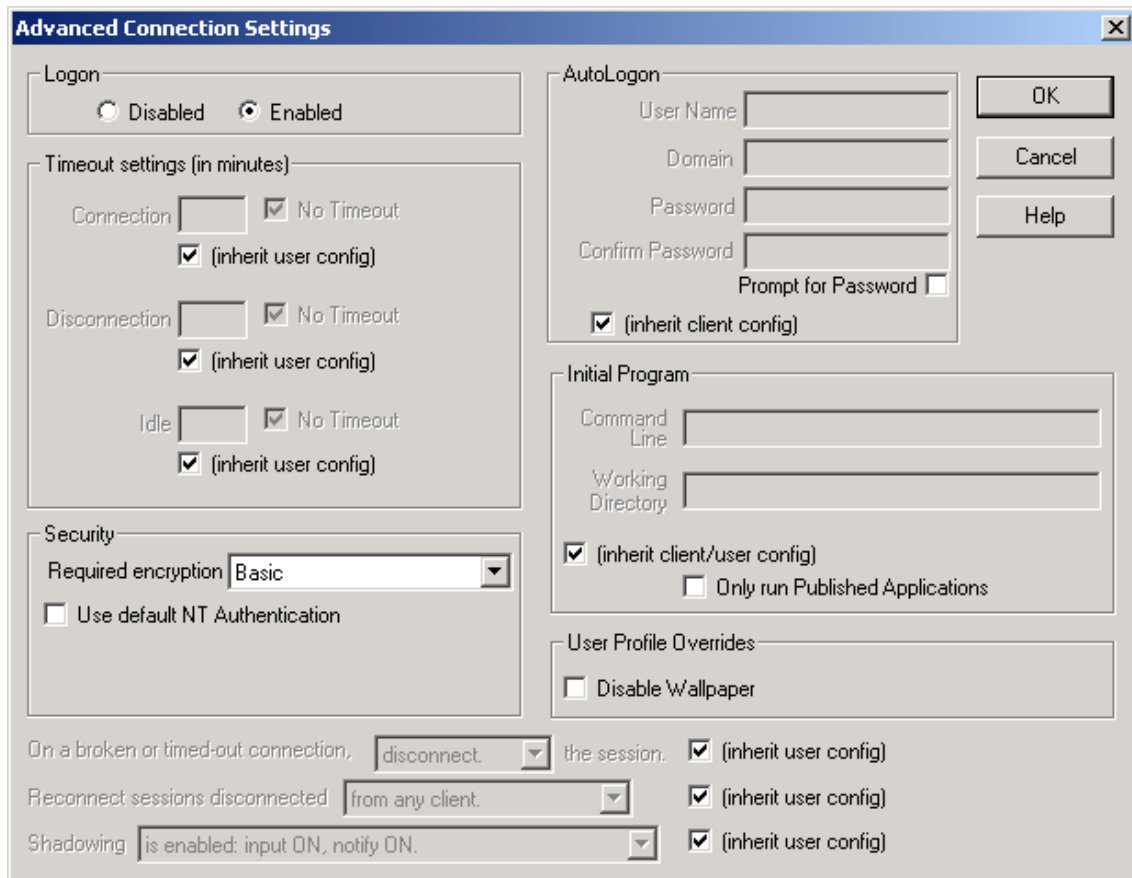 Advanced Connection Settings
Logon
Disabled Enabled
Timeout settings (in minutes)
Connection No Timeout
(inherit user config)
Disconnection No Timeout
(inherit user config)
Idle No Timeout
(inherit user config)
Security
Required encryption Basic
Use default NT Authentication
AutoLogon
User Name
Domain
Password
Confirm Password
Prompt for Password
(inherit client config)
OK
Cancel
Help
Initial Program
Command
Line
Working
Directory
(inherit client/user config)
Only run Published Applications
User Profile Overrides
Disable Wallpaper
On a broken or timed-out connection, disconnect. the session. (inherit user config)
Reconnect sessions disconnected from any client. (inherit user config)
Shadowing is enabled: input ON, notify ON. (inherit user config)